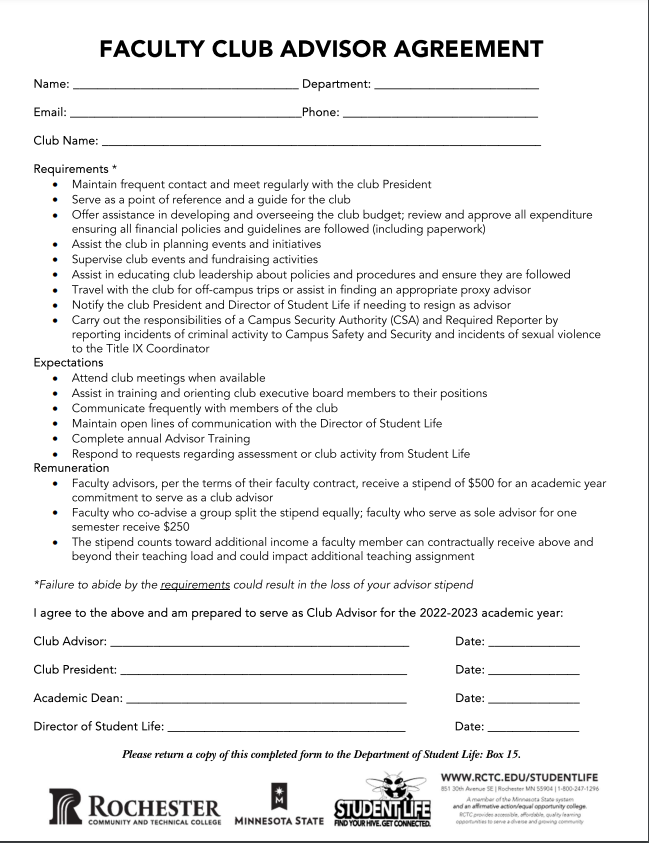 FACULTY CLUB ADVISOR AGREEMENT
Name: ________________________________ Department: ________________________
Email: _________________________________Phone: ____________________________
Club Name: _______________________________________________________________
Requirements *
• Maintain frequent contact and meet regularly with the club President
• Serve as a point of reference and a guide for the club
• Offer assistance in developing and overseeing the club budget; review and approve all expenditure
ensuring all financial policies and guidelines are followed (including paperwork)
• Assist the club in planning events and initiatives
• Supervise club events and fundraising activities
• Assist in educating club leadership about policies and procedures and ensure they are followed
• Travel with the club for off-campus trips or assist in finding an appropriate proxy advisor
• Notify the club President and Director of Student Life if needing to resign as advisor
• Carry out the responsibilities of a Campus Security Authority (CSA) and Required Reporter by
reporting incidents of criminal activity to Campus Safety and Security and incidents of sexual violence
to the Title IX Coordinator
Expectations
• Attend club meetings when available
• Assist in training and orienting club executive board members to their positions
• Communicate frequently with members of the club
• Maintain open lines of communication with the Director of Student Life
• Complete annual Advisor Training
• Respond to requests regarding assessment or club activity from Student Life
Remuneration
• Faculty advisors, per the terms of their faculty contract, receive a stipend of $500 for an academic year
commitment to serve as a club advisor
• Faculty who co-advise a group split the stipend equally; faculty who serve as sole advisor for one
semester receive $250
• The stipend counts toward additional income a faculty member can contractually receive above and
beyond their teaching load and could impact additional teaching assignment
*Failure to abide by the requirements could result in the loss of your advisor stipend
I agree to the above and am prepared to serve as Club Advisor for the 2022-2023 academic year:
Club Advisor: ___________________________________________ Date: _____________
Club President: _________________________________________ Date: _____________
Academic Dean: ________________________________________ Date: _____________
Director of Student Life: __________________________________ Date: _____________
Please return a copy of this completed form to the Department of Student Life: Box 15.
ROCHESTER
COMMUNITY AND TECHNICAL COLLEGE
M
MINNESOTA STATE
STUDENT LIFE
FIND YOUR HIVE. GET CONNECTED.
WWW.RCTC.EDU/STUDENTLIFE
851 30th Avenue SE | Rochester MN 55904 | 1-800-247-1296
A member of the Minnesota State system
and an affirmative action/equal opportunity college.
RCTC provides accessible, affordable, quality learning
opportunities to serve a diverse and growing community